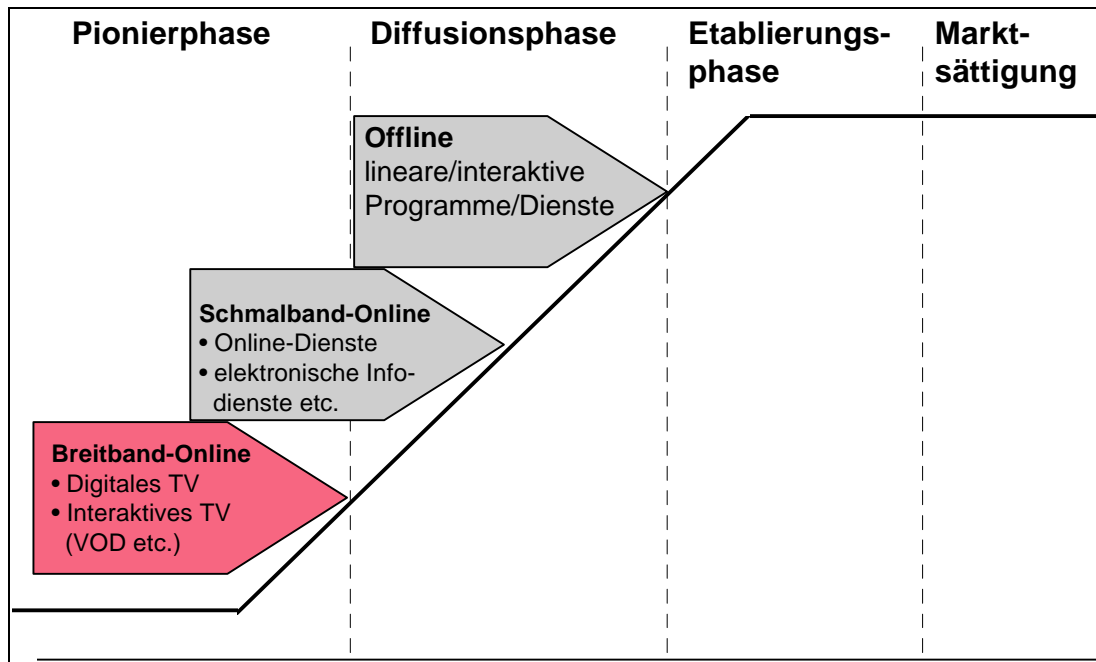 Pionierphase
Diffusionsphase
Etablierungs-
phase
Markt-
sättigung
Offline
lineare/interaktive
Programme/Dienste
Schmalband-Online
• Online-Dienste
• elektronische Info-
dienste etc.
Breitband-Online
• Digitales TV
• Interaktives TV
(VOD etc.)